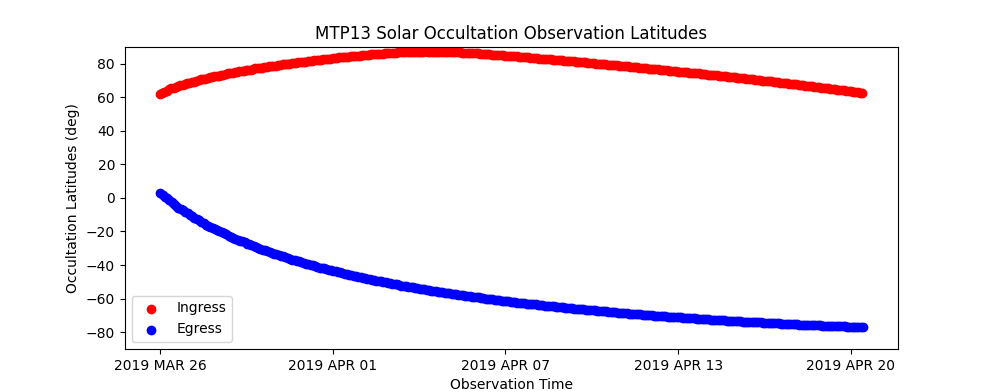 MTP13 Solar Occultation Observation Latitudes
Occultation Latitudes (deg)
80
60
40
20
0
−20
−40
−60
−80
Ingress
Egress
2019 MAR 26 2019 APR 01 2019 APR 07 2019 APR 13 2019 APR 20
Observation Time